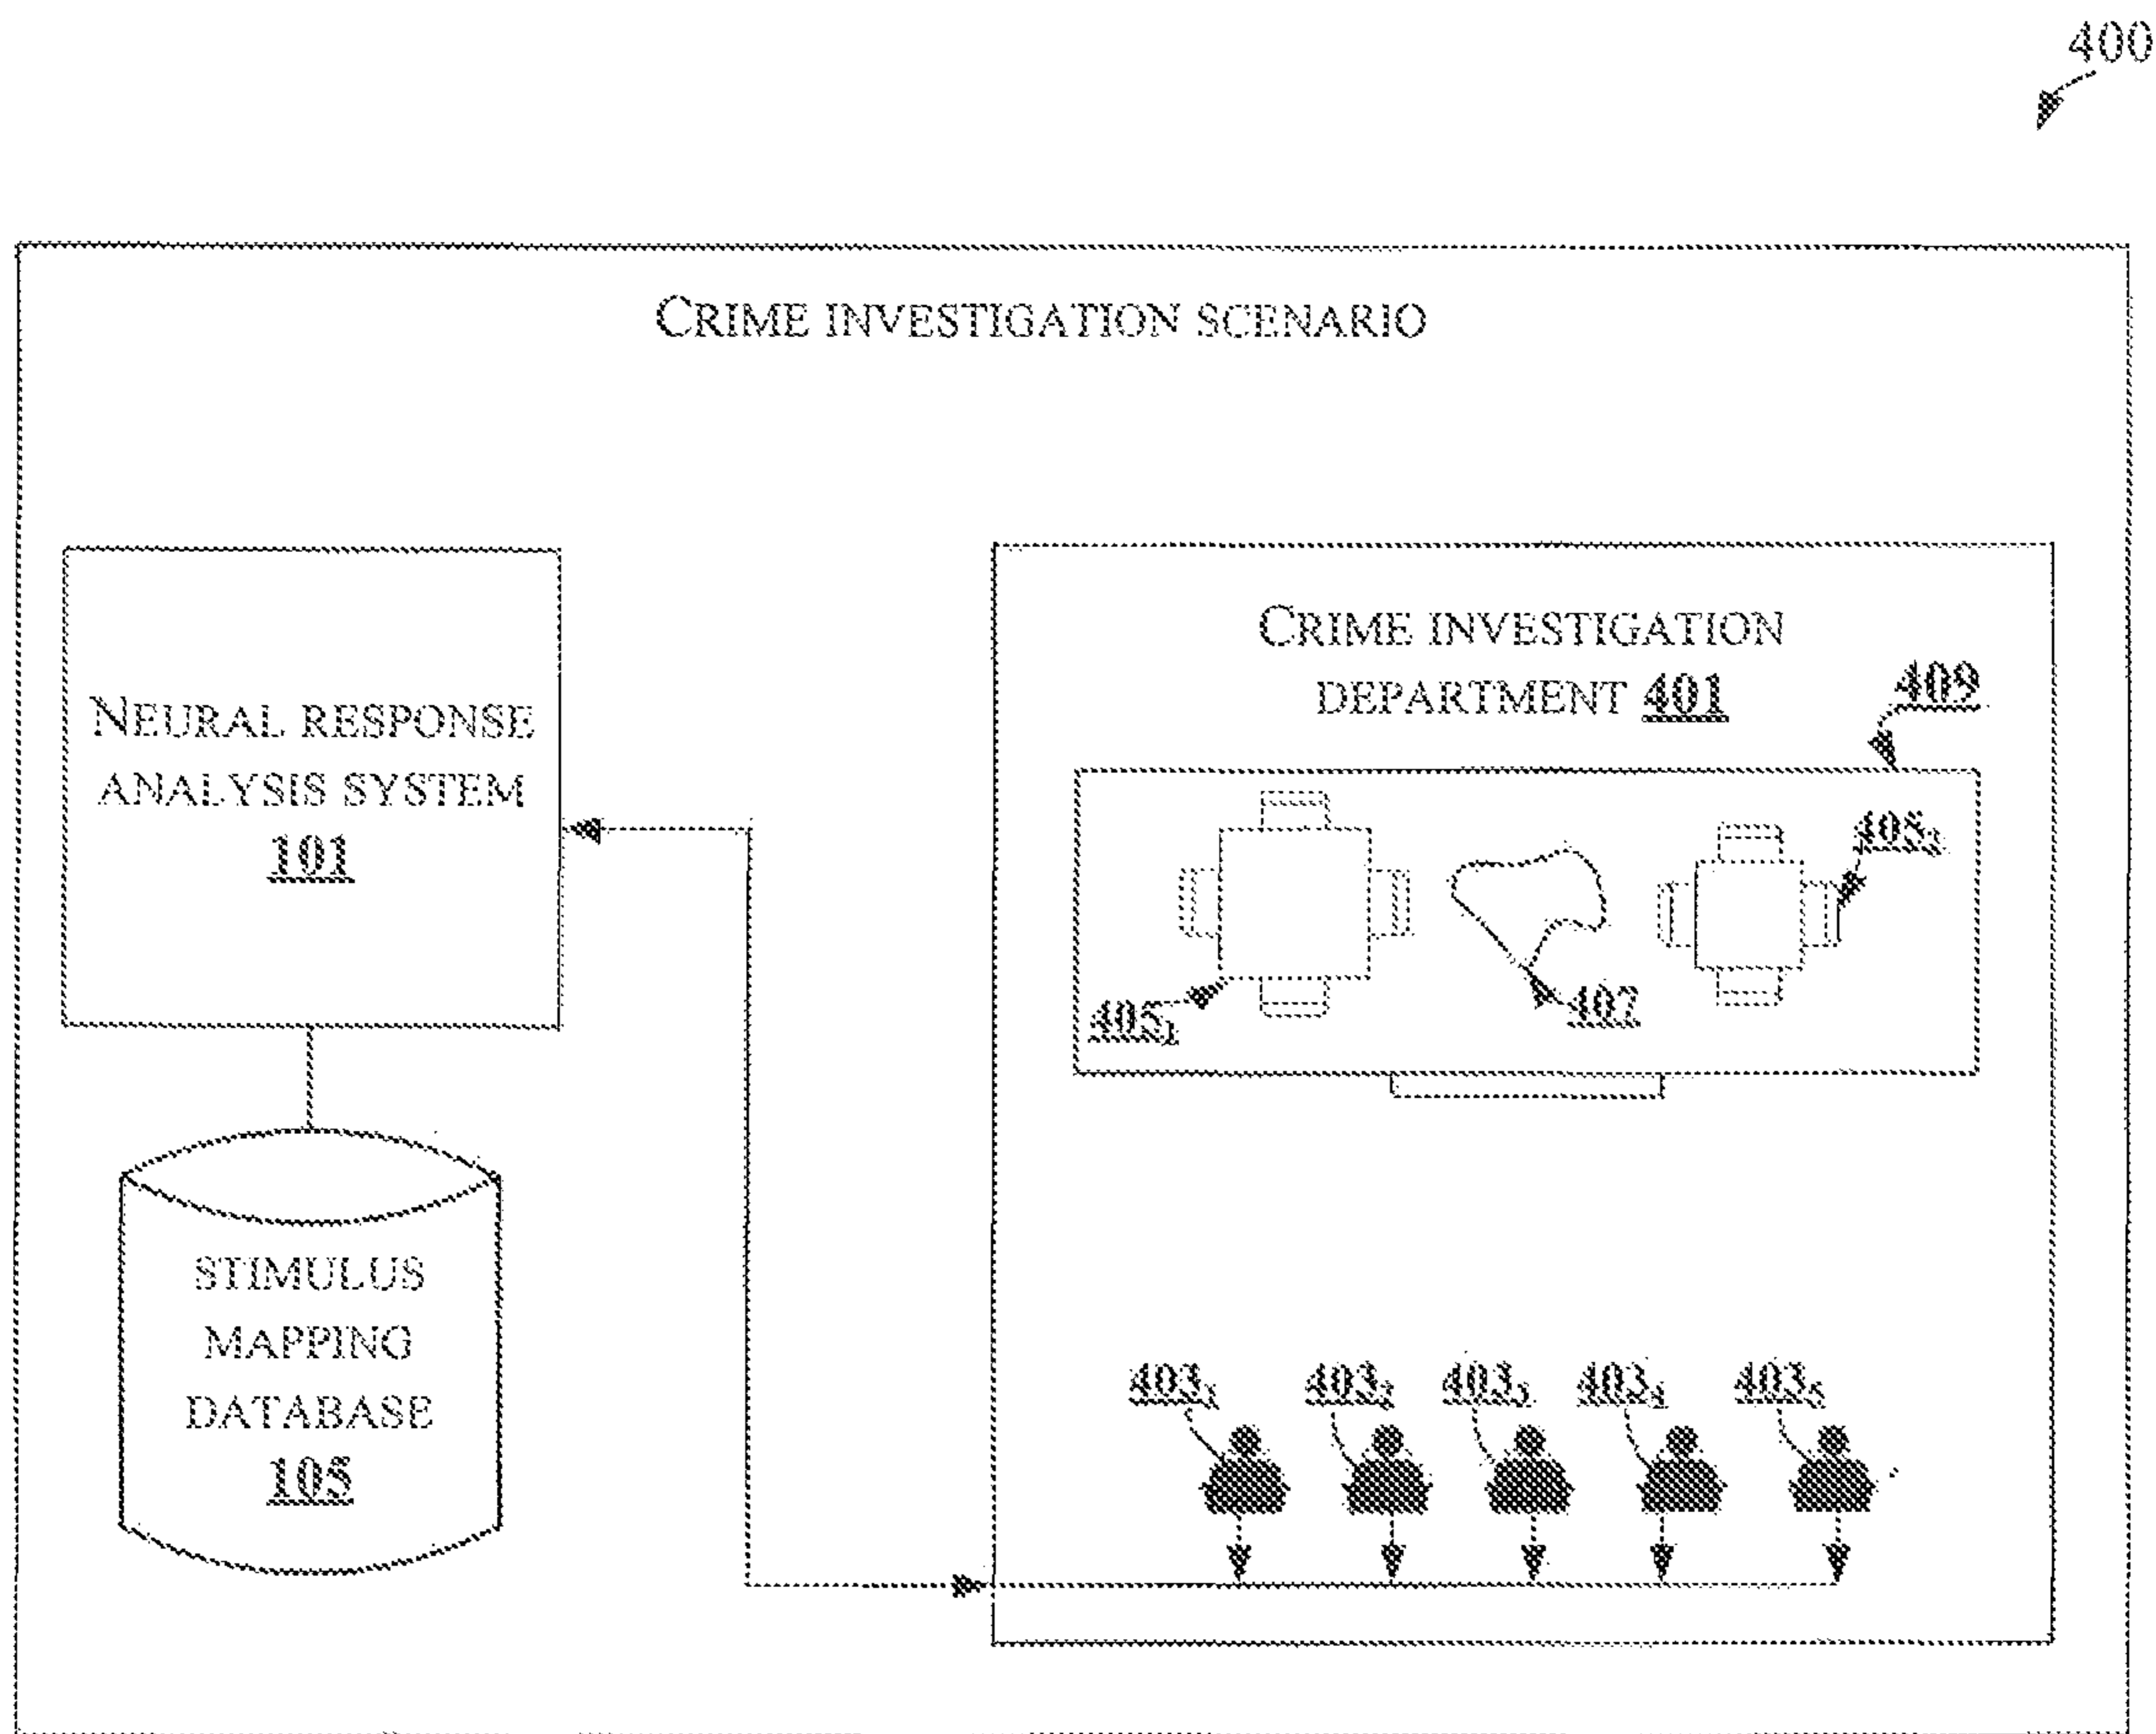 400
CRIME INVESTIGATION SCENARIO
NEURAL RESPONSE
ANALYSIS SYSTEM
101
STIMULUS
MAPPING
DATABASE
105
CRIME INVESTIGATION
DEPARTMENT 401
409
405₁
407
405₂
403₁
403₂
403₃
403₄
403₅